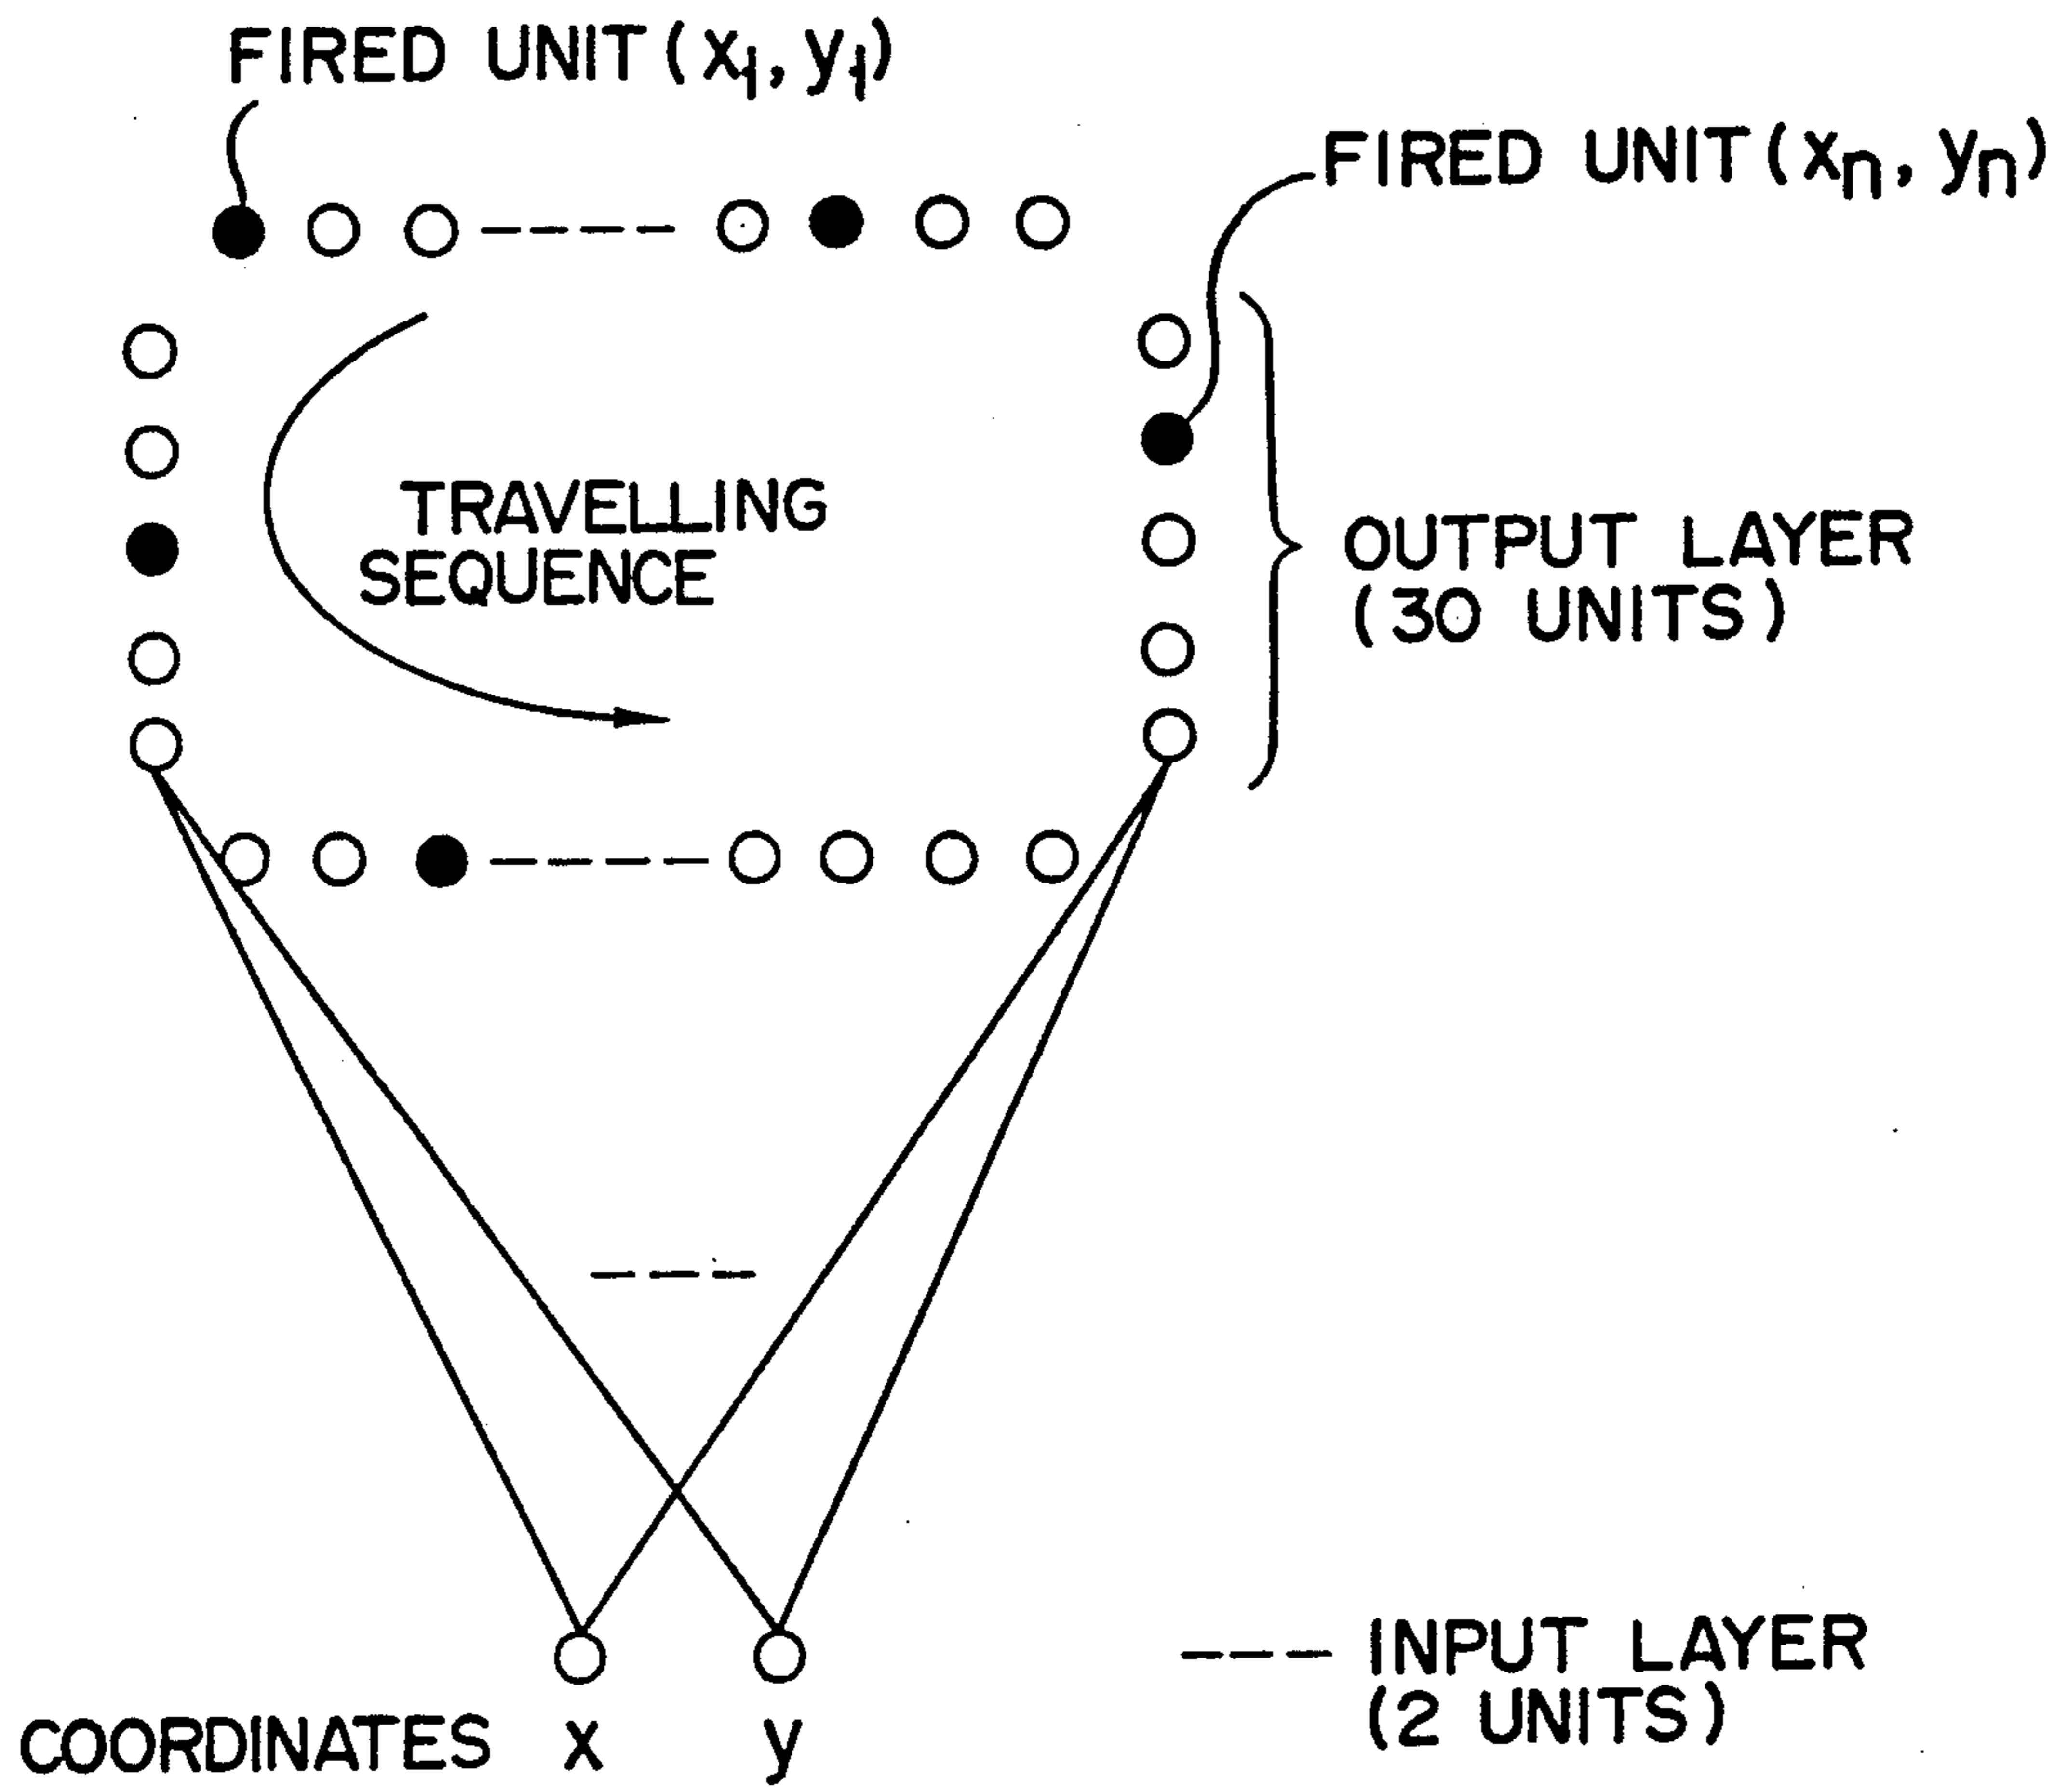 FIRED UNIT (x₁, y₁)
FIRED UNIT (xₙ, yₙ)
TRAVELLING
SEQUENCE
OUTPUT LAYER
(30 UNITS)
INPUT LAYER
(2 UNITS)
COORDINATES x y